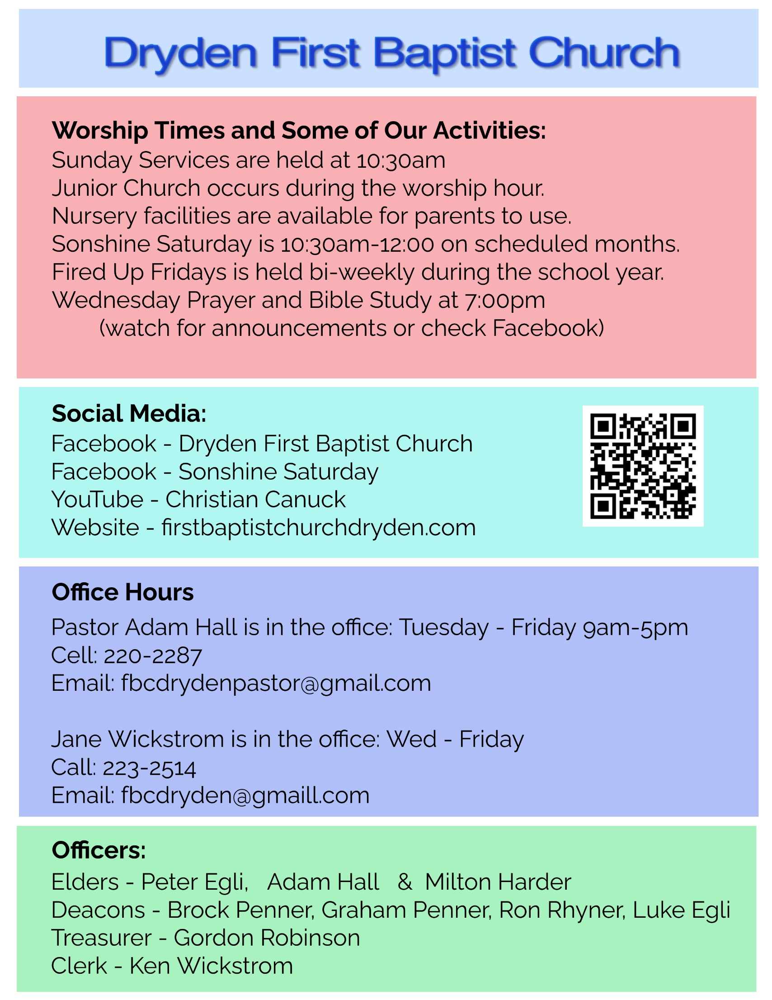 Dryden First Baptist Church
Worship Times and Some of Our Activities:
Sunday Services are held at 10:30am
Junior Church occurs during the worship hour.
Nursery facilities are available for parents to use.
Sonshine Saturday is 10:30am-12:00 on scheduled months.
Fired Up Fridays is held bi-weekly during the school year.
Wednesday Prayer and Bible Study at 7:00pm
(watch for announcements or check Facebook)
Social Media:
Facebook - Dryden First Baptist Church
Facebook - Sonshine Saturday
YouTube - Christian Canuck
Website - firstbaptistchurchdryden.com
Office Hours
Pastor Adam Hall is in the office: Tuesday - Friday 9am-5pm
Cell: 220-2287
Email: fbcdrydenpastor@gmail.com
Jane Wickstrom is in the office: Wed - Friday
Call: 223-2514
Email: fbcdryden@gmaill.com
Officers:
Elders - Peter Egli,   Adam Hall   &  Milton Harder
Deacons - Brock Penner, Graham Penner, Ron Rhyner, Luke Egli
Treasurer - Gordon Robinson
Clerk - Ken Wickstrom